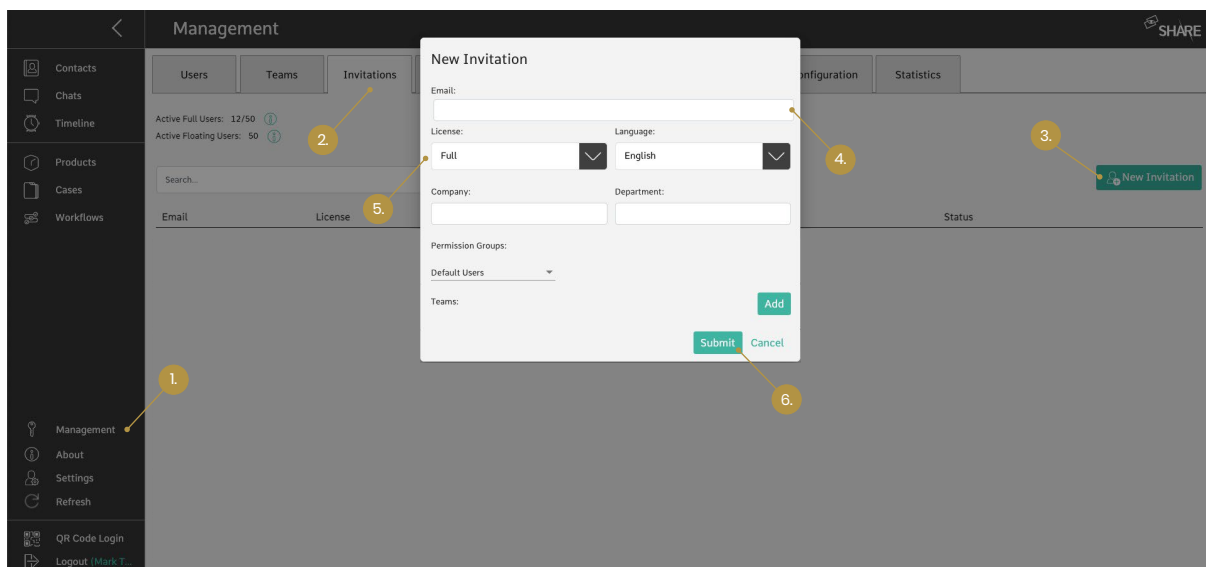 Management
SHARE
Contacts
Chats
Timeline
Products
Cases
Workflows
Management
About
Settings
Refresh
QR Code Login
Logout (Mark T...
Users
Teams
Invitations
onfiguration
Statistics
Active Full Users: 12/50
Active Floating Users: 50
Search...
New Invitation
Email
License
Status
New Invitation
Email:
License:
Language:
Full
English
Company:
Department:
Permission Groups:
Default Users
Teams:
Add
Submit
Cancel
1.
2.
3.
4.
5.
6.